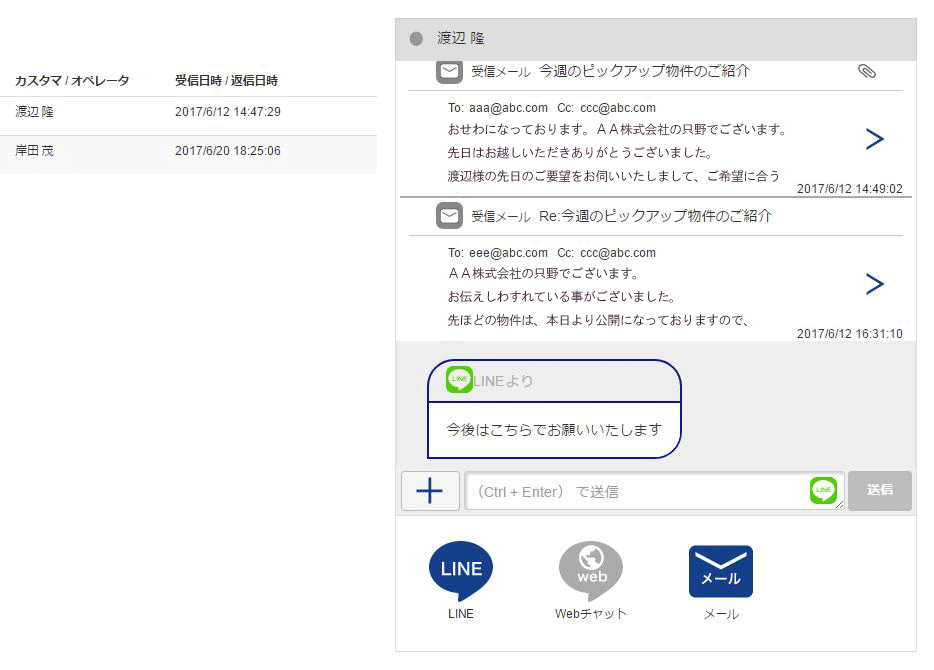 カスタマ / オペレータ 受信日時 / 返信日時
渡辺 隆 2017/6/12 14:47:29
岸田 茂 2017/6/20 18:25:06
渡辺 隆
受信メール 今週のピックアップ物件のご紹介
To: aaa@abc.com Cc: ccc@abc.com
おせわになっております。ＡＡ株式会社の只野でございます。
先日はお越しいただきありがとうございました。
渡辺様の先日のご要望をお伺いいたしまして、ご希望に合う
2017/6/12 14:49:02
受信メール Re:今週のピックアップ物件のご紹介
To: eee@abc.com Cc: ccc@abc.com
ＡＡ株式会社の只野でございます。
お伝えしわすれている事がございました。
先ほどの物件は、本日より公開になっておりますので、
2017/6/12 16:31:10
LINE LINEより
今後はこちらでお願いいたします
（Ctrl + Enter） で送信 LINE 送信
LINE web メール
LINE Webチャット メール